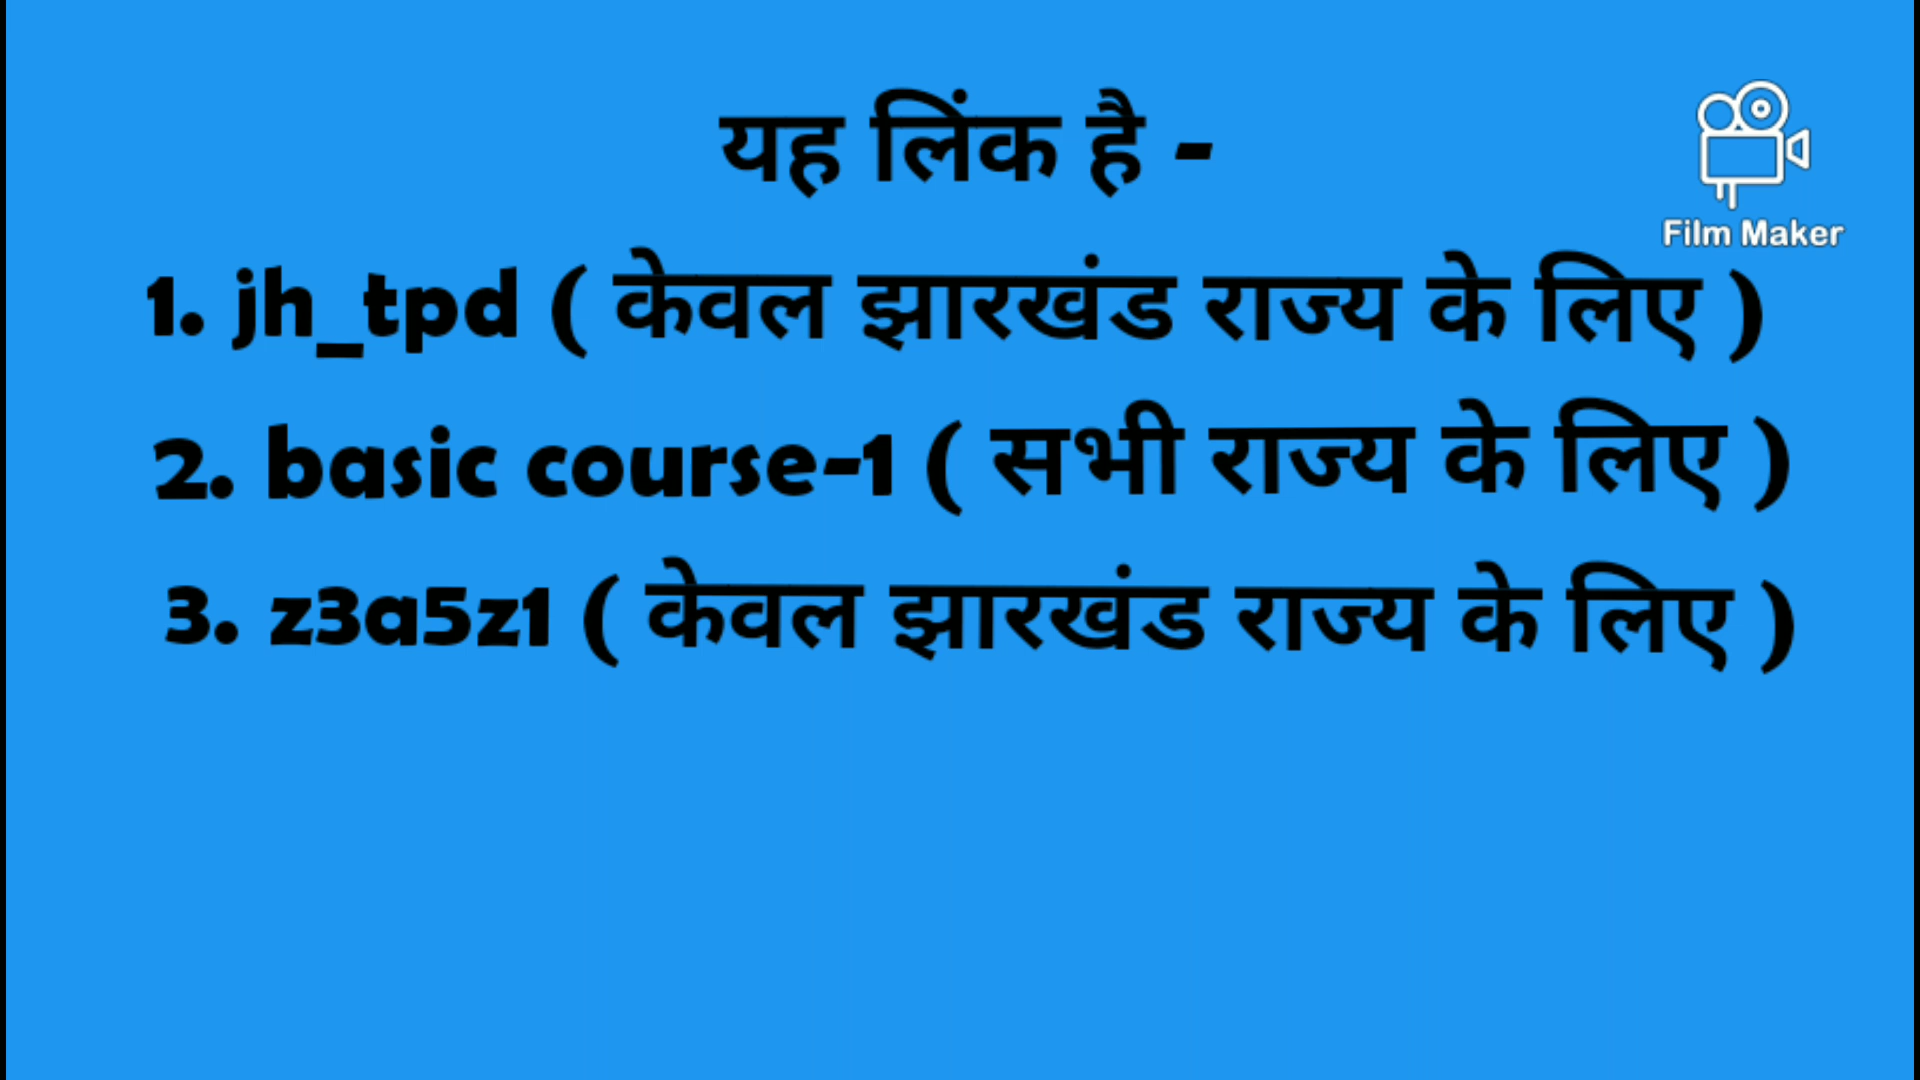 यह लिंक है -
Film Maker
1. jh_tpd ( केवल झारखंड राज्य के लिए )
2. basic course-1 ( सभी राज्य के लिए )
3. z3a5z1 ( केवल झारखंड राज्य के लिए )